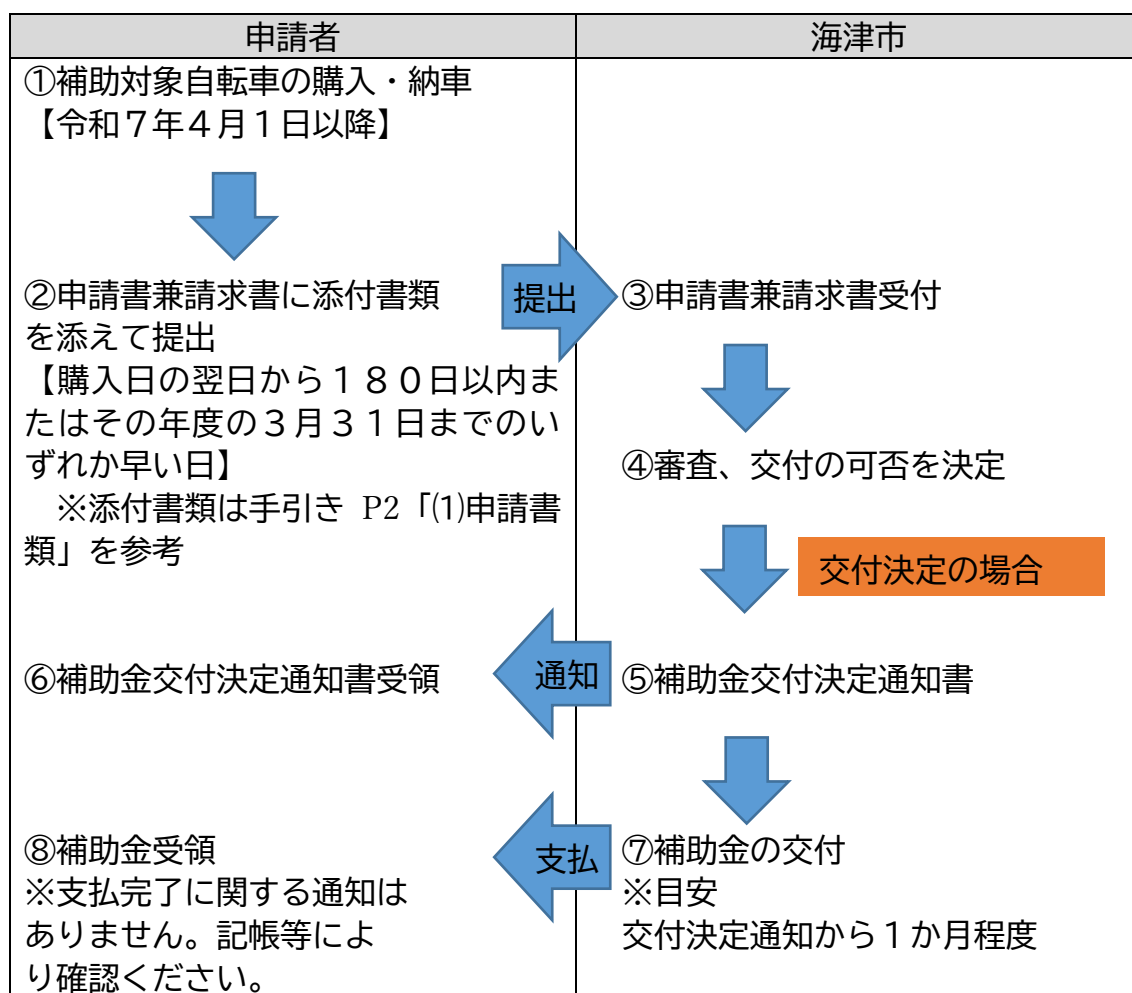 申請者
海津市
①補助対象自転車の購入・納車
【令和７年４月１日以降】
②申請書兼請求書に添付書類
を添えて提出
【購入日の翌日から１８０日以内ま
たはその年度の３月３１日までのい
ずれか早い日】
※添付書類は手引き P2「⑴申請書
類」を参考
提出
③申請書兼請求書受付
④審査、交付の可否を決定
交付決定の場合
⑤補助金交付決定通知書
通知
⑥補助金交付決定通知書受領
⑦補助金の交付
※目安
交付決定通知から１か月程度
支払
⑧補助金受領
※支払完了に関する通知は
ありません。記帳等によ
り確認ください。